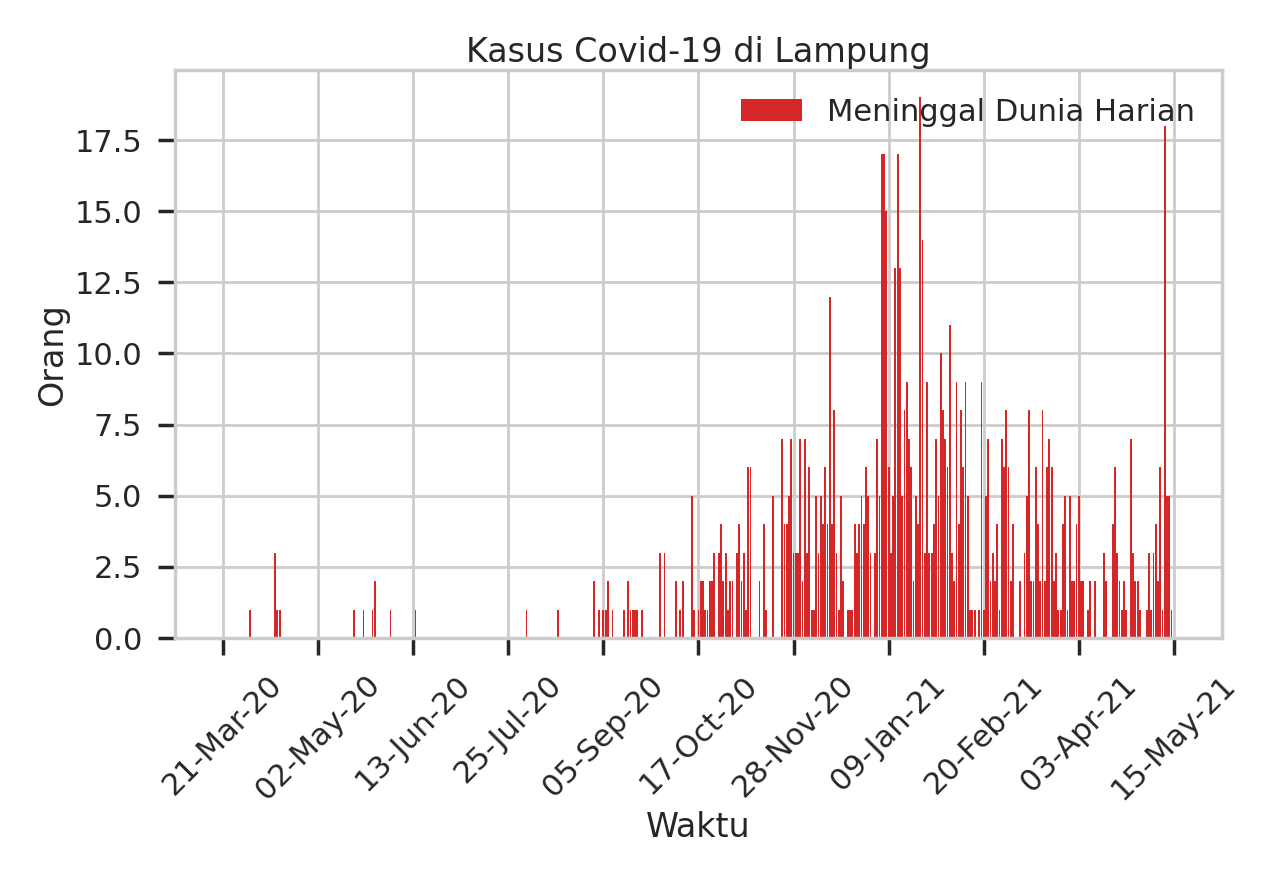 Kasus Covid-19 di Lampung
Meninggal Dunia Harian
17.5
15.0
12.5
10.0
7.5
5.0
2.5
0.0
Orang
21-Mar-20
02-May-20
13-Jun-20
25-Jul-20
05-Sep-20
17-Oct-20
28-Nov-20
09-Jan-21
20-Feb-21
03-Apr-21
15-May-21
Waktu